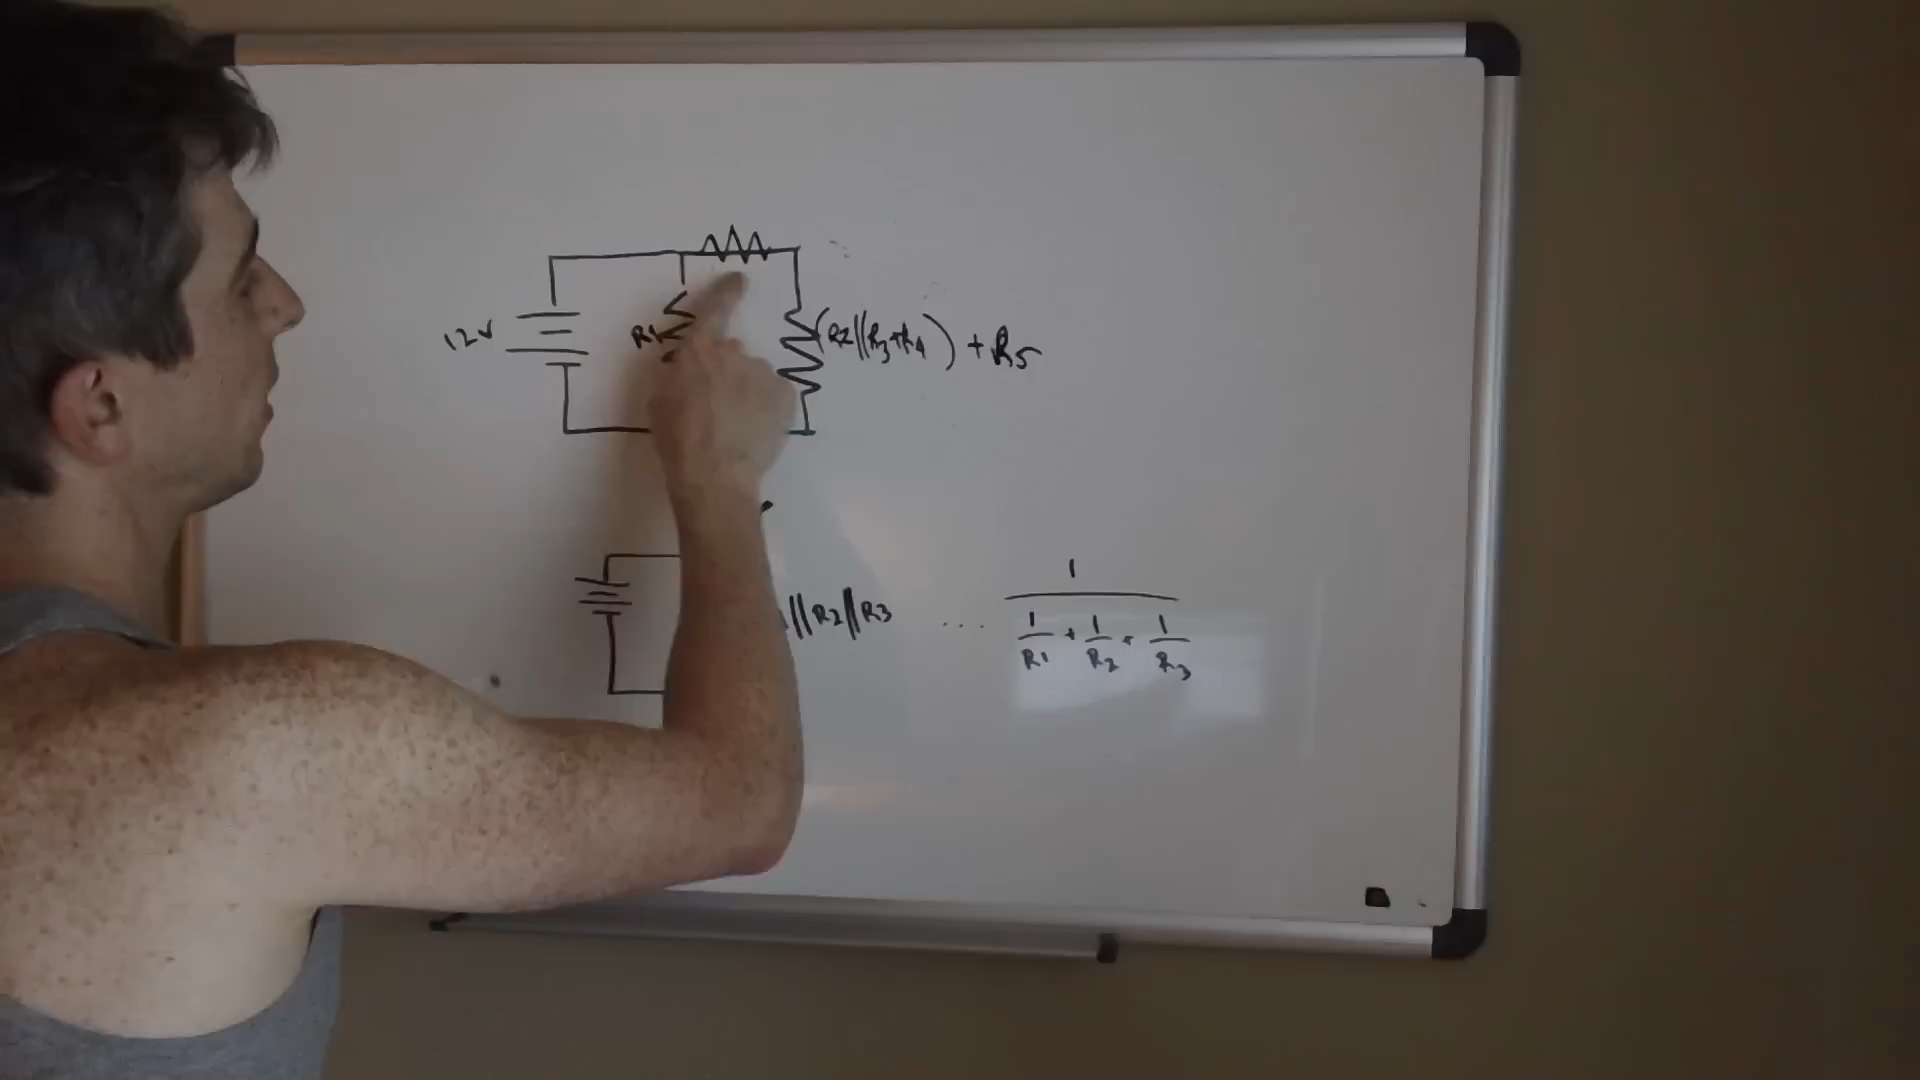 12V
R1
(R2||(R3+R4) + R5
||R2||R3 .... 1
1 + 1 + 1
R1 R2 R3